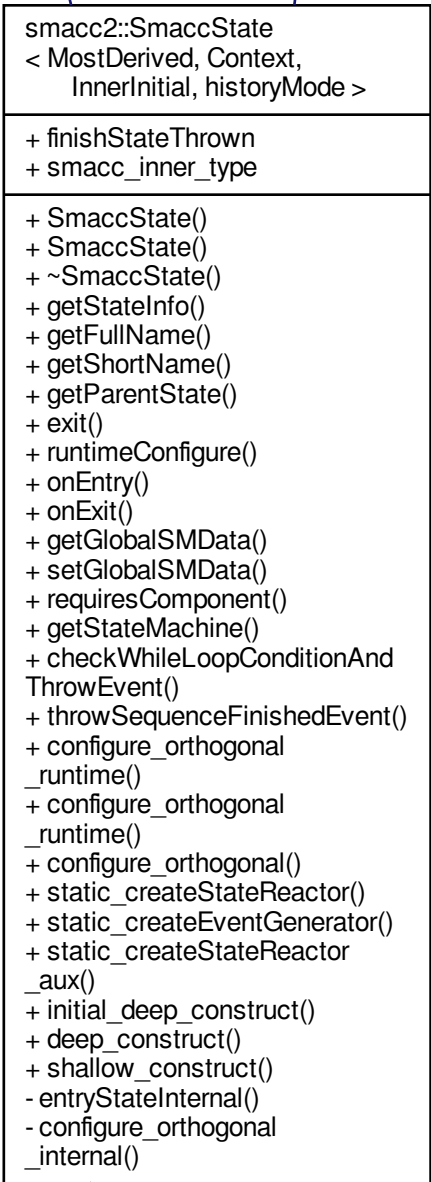 smacc2::SmaccState
< MostDerived, Context,
InnerInitial, historyMode >
+ finishStateThrown
+ smacc_inner_type
+ SmaccState()
+ SmaccState()
+ ~SmaccState()
+ getStateInfo()
+ getFullName()
+ getShortName()
+ getParentState()
+ exit()
+ runtimeConfigure()
+ onEntry()
+ onExit()
+ getGlobalSMData()
+ setGlobalSMData()
+ requiresComponent()
+ getStateMachine()
+ checkWhileLoopConditionAnd
ThrowEvent()
+ throwSequenceFinishedEvent()
+ configure_orthogonal
_runtime()
+ configure_orthogonal
_runtime()
+ configure_orthogonal()
+ static_createStateReactor()
+ static_createEventGenerator()
+ static_createStateReactor
_aux()
+ initial_deep_construct()
+ deep_construct()
+ shallow_construct()
- entryStateInternal()
- configure_orthogonal
_internal()